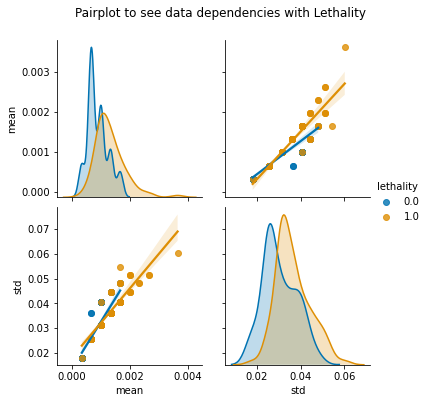 Pairplot to see data dependencies with Lethality
0.003
0.002
0.001
0.000
mean
lethality
0.0
1.0
0.07
0.06
0.05
0.04
0.03
0.02
std
0.000 0.002 0.004
mean
0.02 0.04 0.06
std